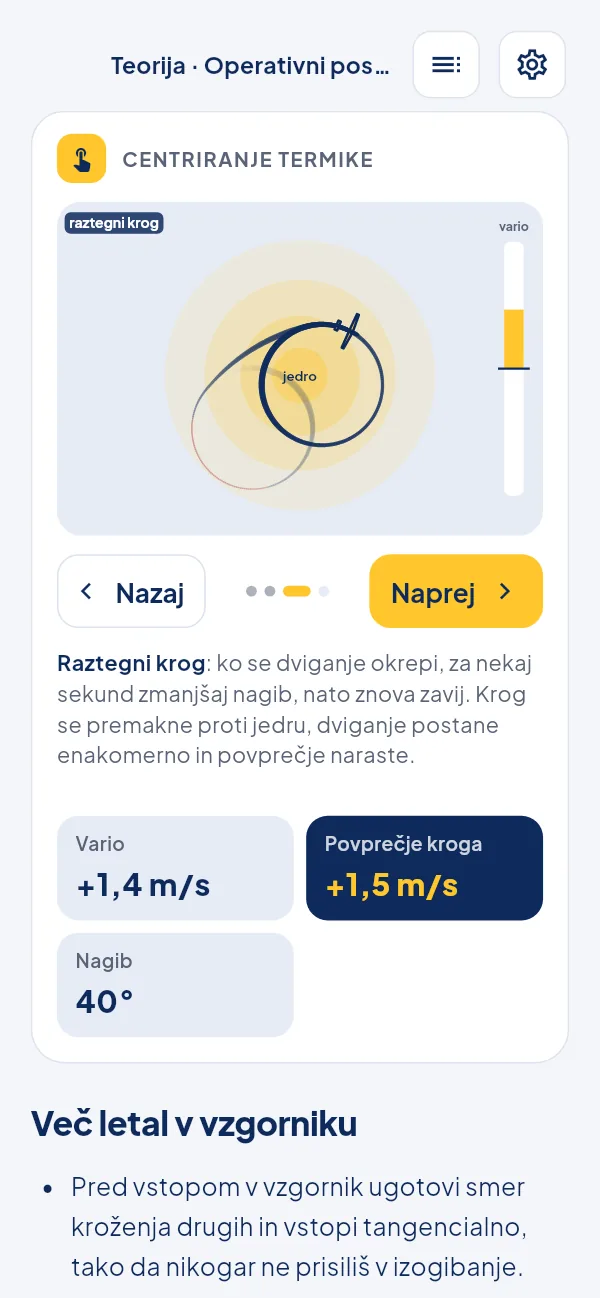 Teorija · Operativni pos…
CENTRIRANJE TERMIKE
raztegni krog
vario
jedro
Nazaj
Naprej
Raztegni krog: ko se dviganje okrepi, za nekaj
sekund zmanjšaj nagib, nato znova zavij. Krog
se premakne proti jedru, dviganje postane
enakomerno in povprečje naraste.
Vario
+1,4 m/s
Povprečje kroga
+1,5 m/s
Nagib
40°
Več letal v vzgorniku
• Pred vstopom v vzgornik ugotovi smer
kroženja drugih in vstopi tangencialno,
tako da nikogar ne prisiliš v izogibanje.